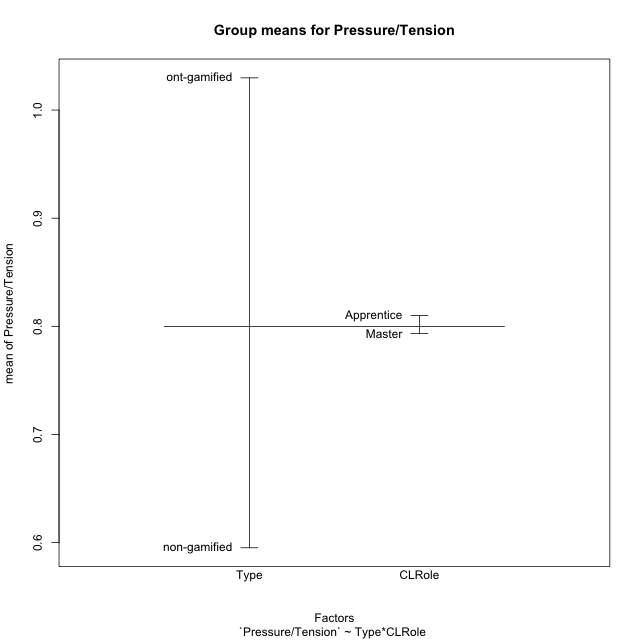 Group means for Pressure/Tension
mean of Pressure/Tension
1.0
0.9
0.8
0.7
0.6
ont-gamified
Apprentice
Master
non-gamified
Type
CLRole
Factors
`Pressure/Tension` ~ Type*CLRole